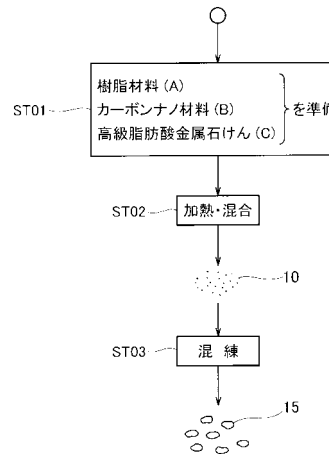 樹脂材料(A)
カーボンナノ材料(B)
高級脂肪酸金属石けん(C)
を準
ST01
ST02
加熱・混合
10
ST03
混 練
15